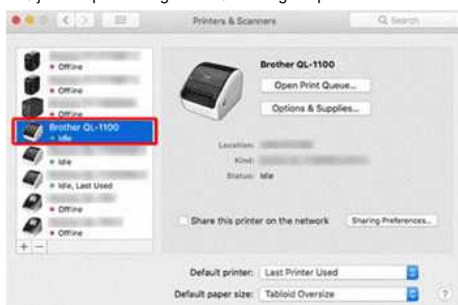 Printers & Scanners
Search
Offline
Offline
Offline
Brother QL-1100
Idle
Idle
Idle, Last Used
Offline
Offline
+ −
Brother QL-1100
Open Print Queue...
Options & Supplies...
Location:
Kind:
Status: Idle
Share this printer on the network
Sharing Preferences...
Default printer: Last Printer Used
Default paper size: Tabloid Oversize
?